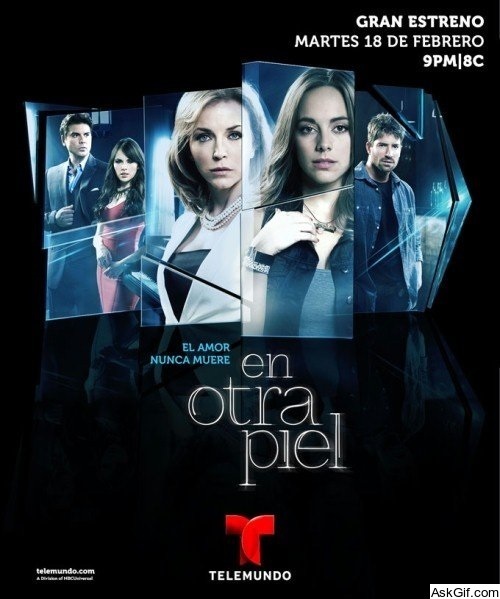 GRAN ESTRENO
MARTES 18 DE FEBRERO
9PM|8C
EL AMOR
NUNCA MUERE
en
otra
piel
TELEMUNDO
telemundo.com
A Division of NBCUniversal
AskGif.com